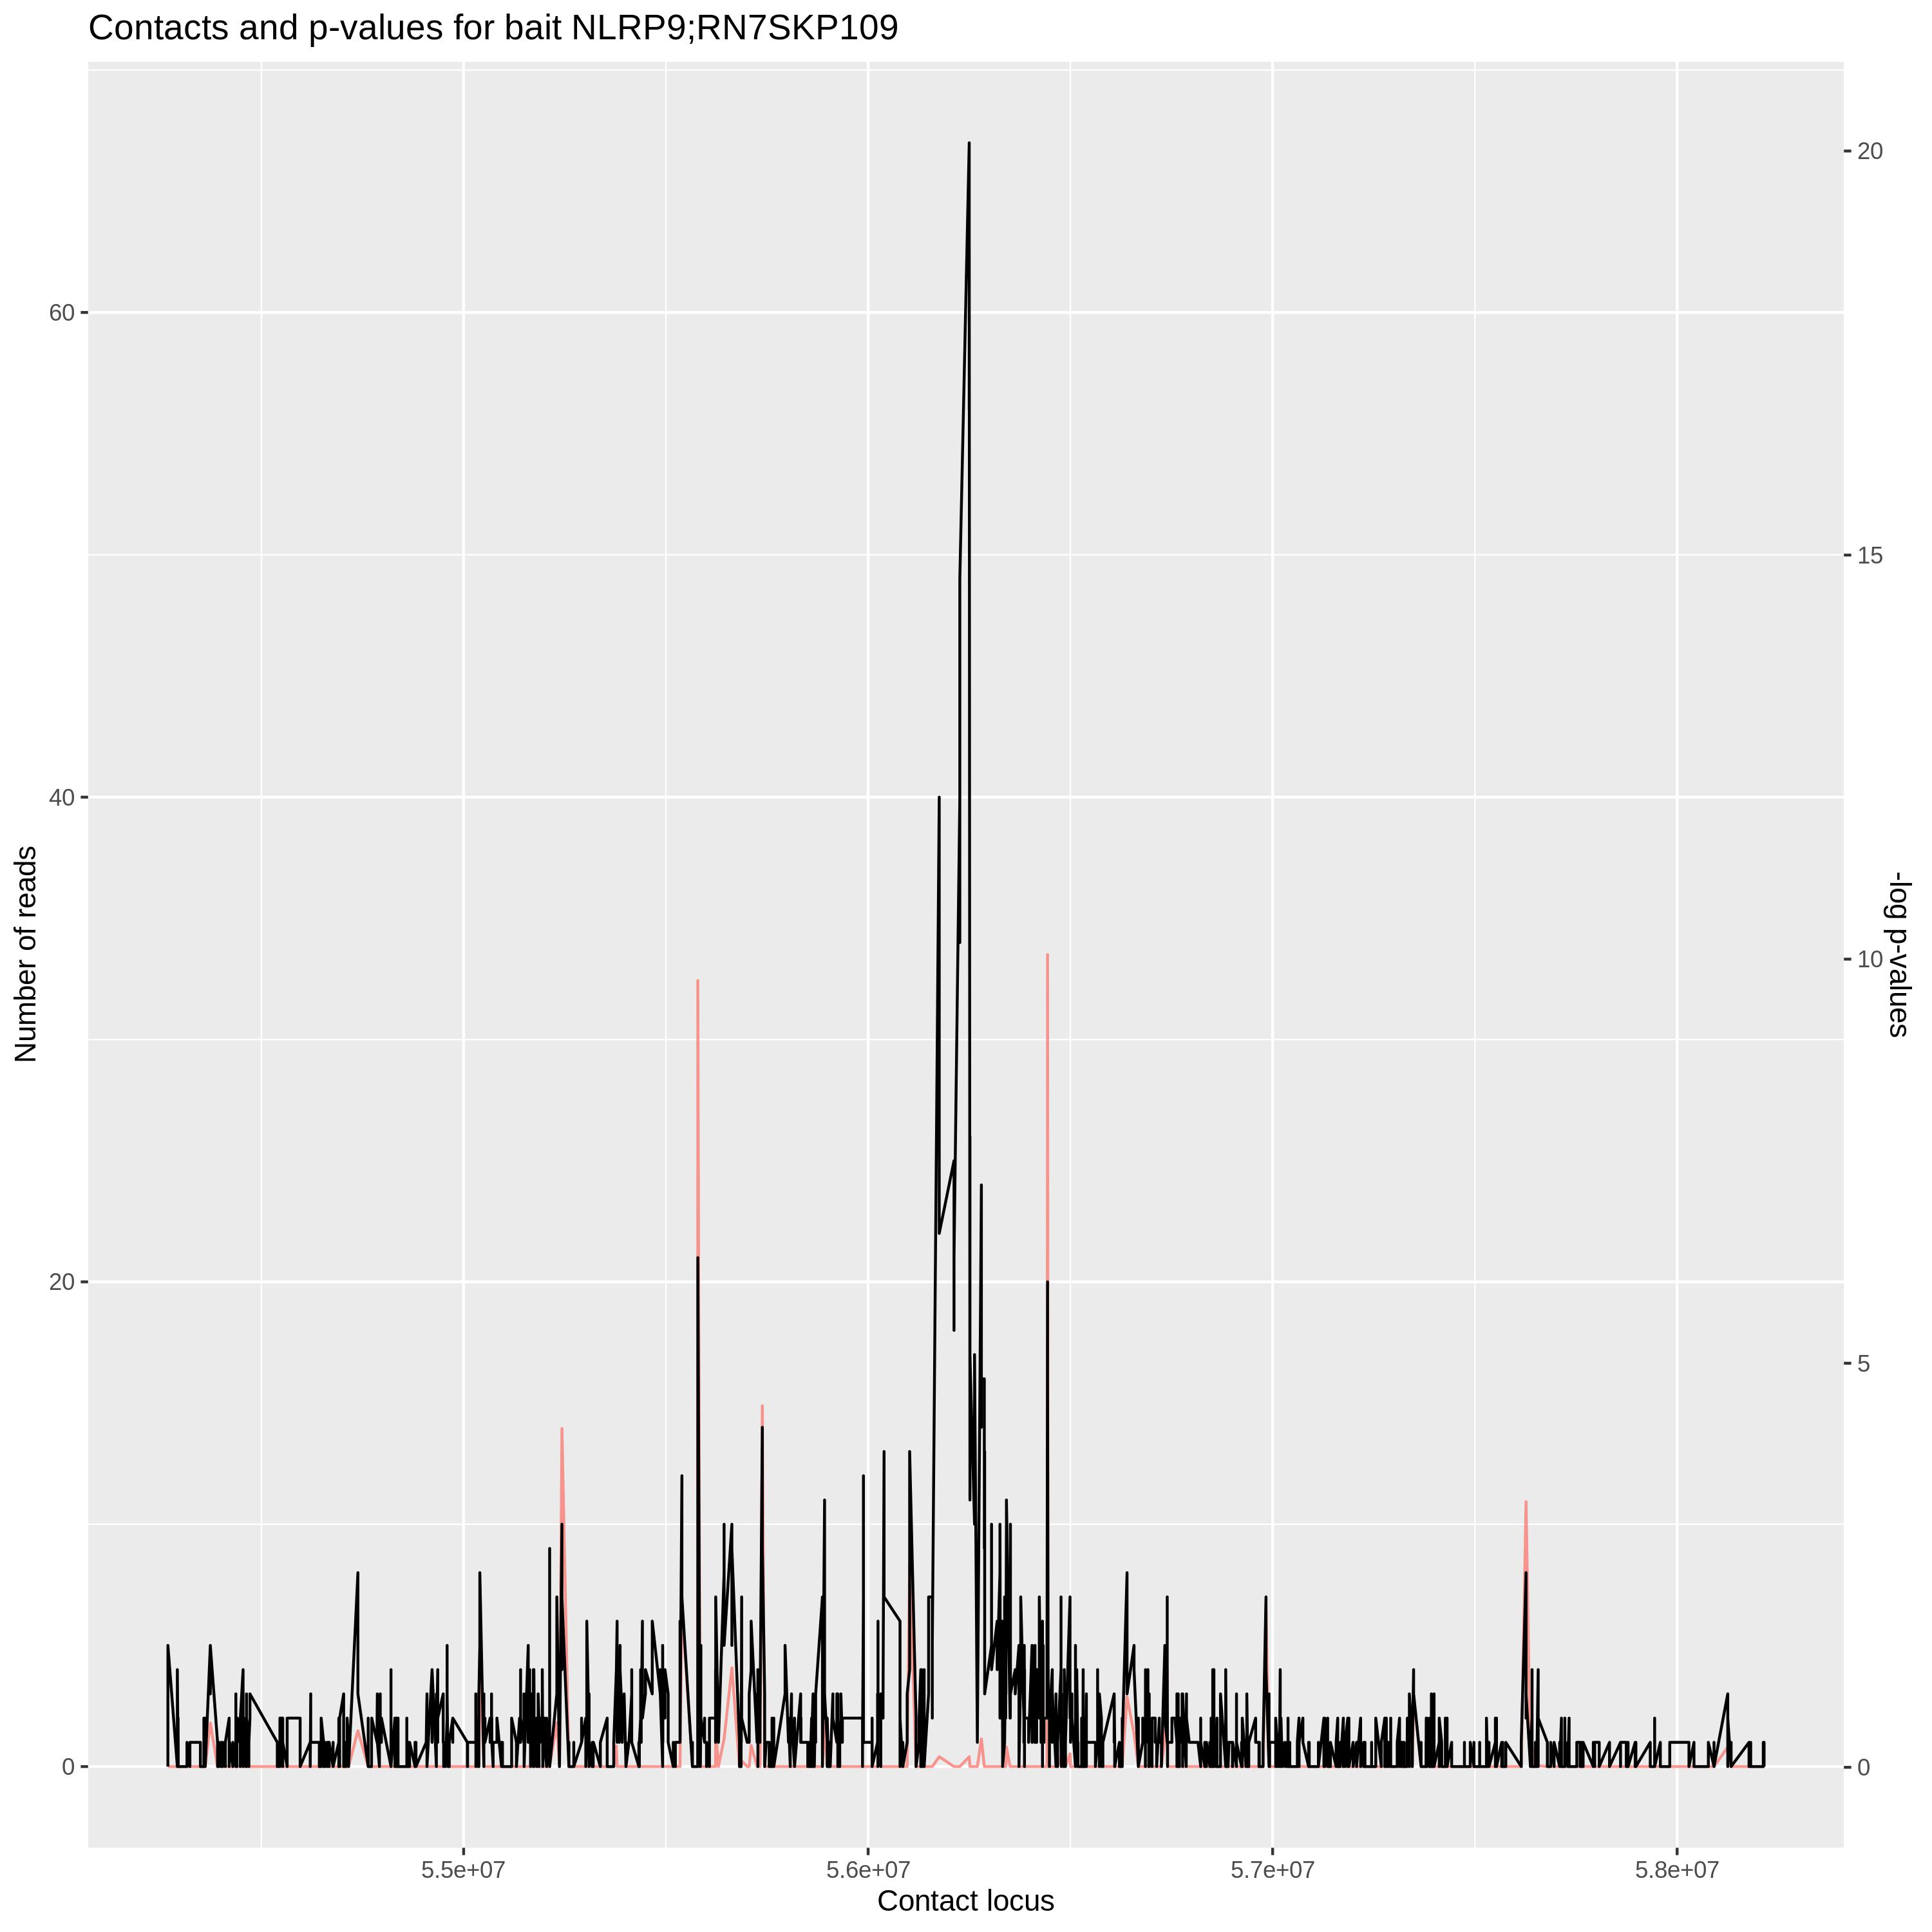 Contacts and p-values for bait NLRP9;RN7SKP109
60
40
20
0
Number of reads
20
15
10
5
0
-log p-values
5.5e+07
5.6e+07
5.7e+07
5.8e+07
Contact locus